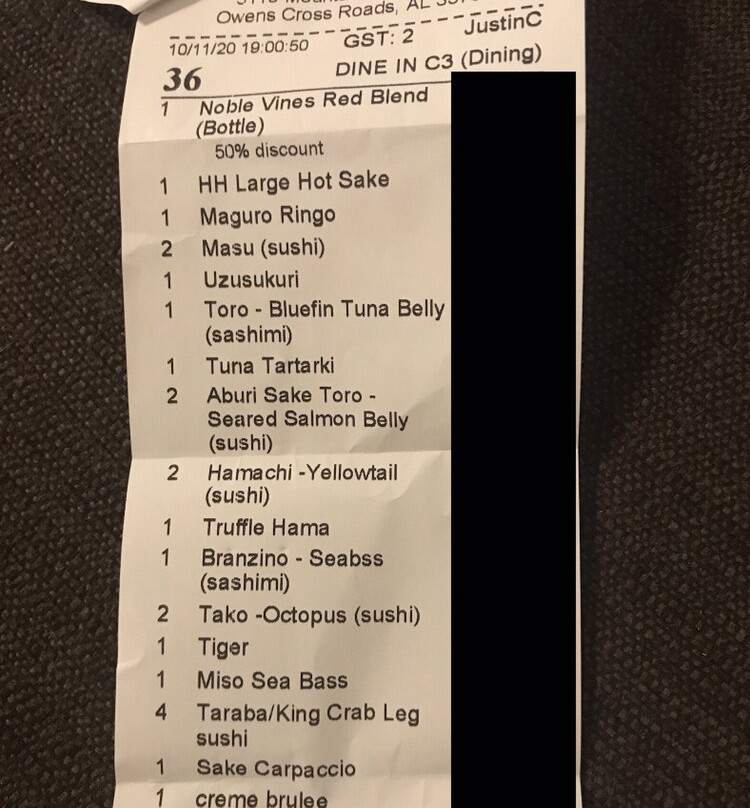 Owens Cross Roads, AL
10/11/20 19:00:50 GST: 2 JustinC
36 DINE IN C3 (Dining)
1 Noble Vines Red Blend
(Bottle)
50% discount
1 HH Large Hot Sake
1 Maguro Ringo
2 Masu (sushi)
1 Uzusukuri
1 Toro - Bluefin Tuna Belly
(sashimi)
1 Tuna Tartarki
2 Aburi Sake Toro -
Seared Salmon Belly
(sushi)
2 Hamachi -Yellowtail
(sushi)
1 Truffle Hama
1 Branzino - Seabss
(sashimi)
2 Tako -Octopus (sushi)
1 Tiger
1 Miso Sea Bass
4 Taraba/King Crab Leg
sushi
1 Sake Carpaccio
1 creme brulee